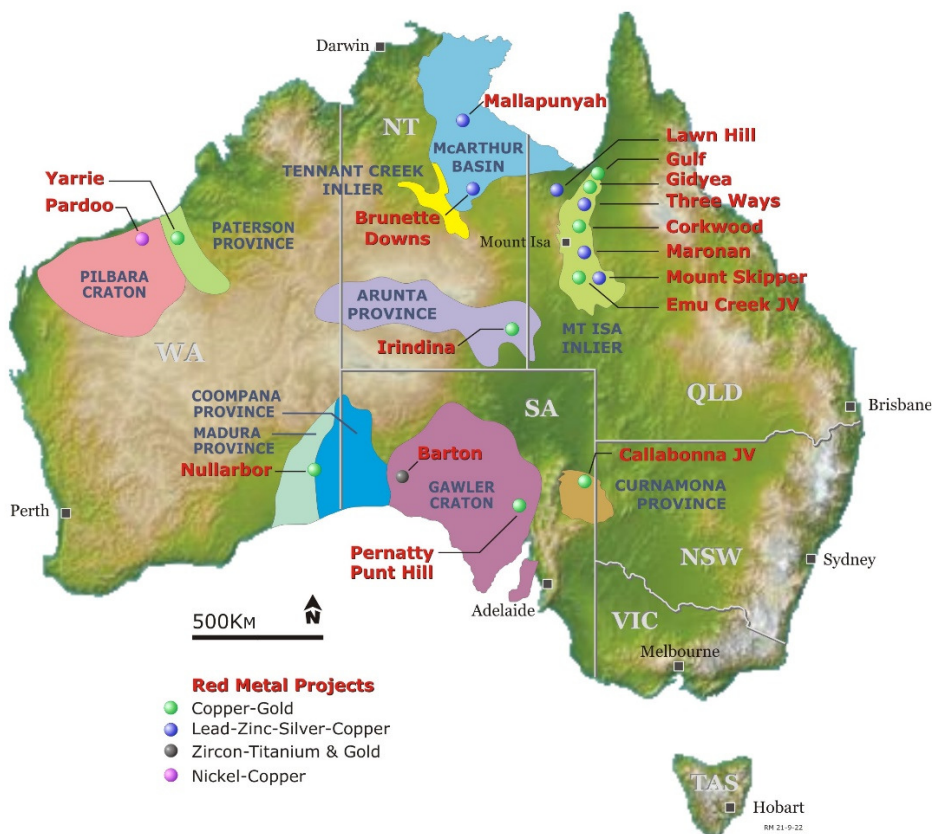 Darwin
Mallapunyah
NT
McARTHUR
BASIN
Lawn Hill
Gulf
Gidyea
Three Ways
Corkwood
Maronan
Mount Skipper
Emu Creek JV
TENNANT CREEK
INLIER
Brunette
Downs
Mount Isa
Yarrie
Pardoo
PATERSON
PROVINCE
PILBARA
CRATON
ARUNTA
PROVINCE
Irindina
MT ISA
INLIER
WA
QLD
SA
Brisbane
COOMPANA
PROVINCE
MADURA
PROVINCE
Nullarbor
Barton
GAWLER
CRATON
Callabonna JV
CURNAMONA
PROVINCE
Perth
Pernatty
Punt Hill
NSW
Sydney
Adelaide
VIC
Melbourne
N
500KM
Red Metal Projects
Copper-Gold
Lead-Zinc-Silver-Copper
Zircon-Titanium & Gold
Nickel-Copper
TAS
Hobart
RM 21-9-22